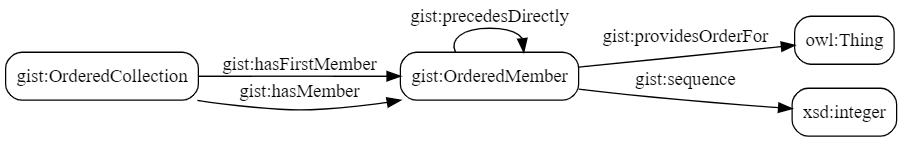 gist:precedesDirectly
gist:providesOrderFor
owl:Thing
gist:hasFirstMember
gist:OrderedCollection
gist:OrderedMember
gist:sequence
gist:hasMember
xsd:integer